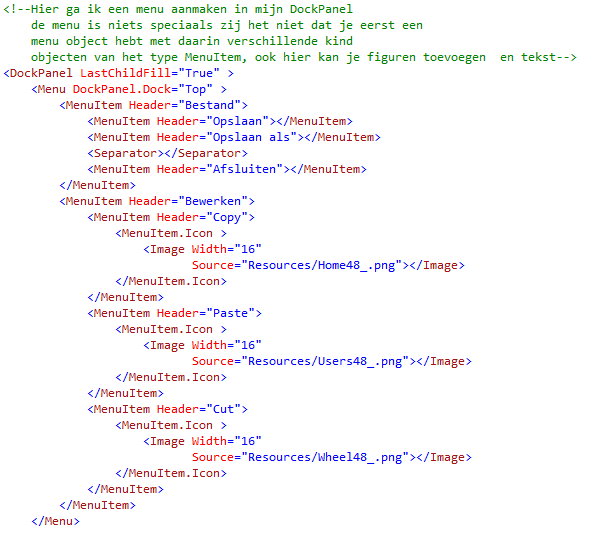 <!--Hier ga ik een menu aanmaken in mijn DockPanel
    de menu is niets speciaals zij het niet dat je eerst een
    menu object hebt met daarin verschillende kind
    objecten van het type MenuItem, ook hier kan je figuren toevoegen  en tekst-->
<DockPanel LastChildFill="True" >
    <Menu DockPanel.Dock="Top" >
        <MenuItem Header="Bestand">
            <MenuItem Header="Opslaan"></MenuItem>
            <MenuItem Header="Opslaan als"></MenuItem>
            <Separator></Separator>
            <MenuItem Header="Afsluiten"></MenuItem>
        </MenuItem>
        <MenuItem Header="Bewerken">
            <MenuItem Header="Copy">
                <MenuItem.Icon >
                    <Image Width="16"
                           Source="Resources/Home48_.png"></Image>
                </MenuItem.Icon>
            </MenuItem>
            <MenuItem Header="Paste">
                <MenuItem.Icon >
                    <Image Width="16"
                           Source="Resources/Users48_.png"></Image>
                </MenuItem.Icon>
            </MenuItem>
            <MenuItem Header="Cut">
                <MenuItem.Icon >
                    <Image Width="16"
                           Source="Resources/Wheel48_.png"></Image>
                </MenuItem.Icon>
            </MenuItem>
        </MenuItem>
    </Menu>